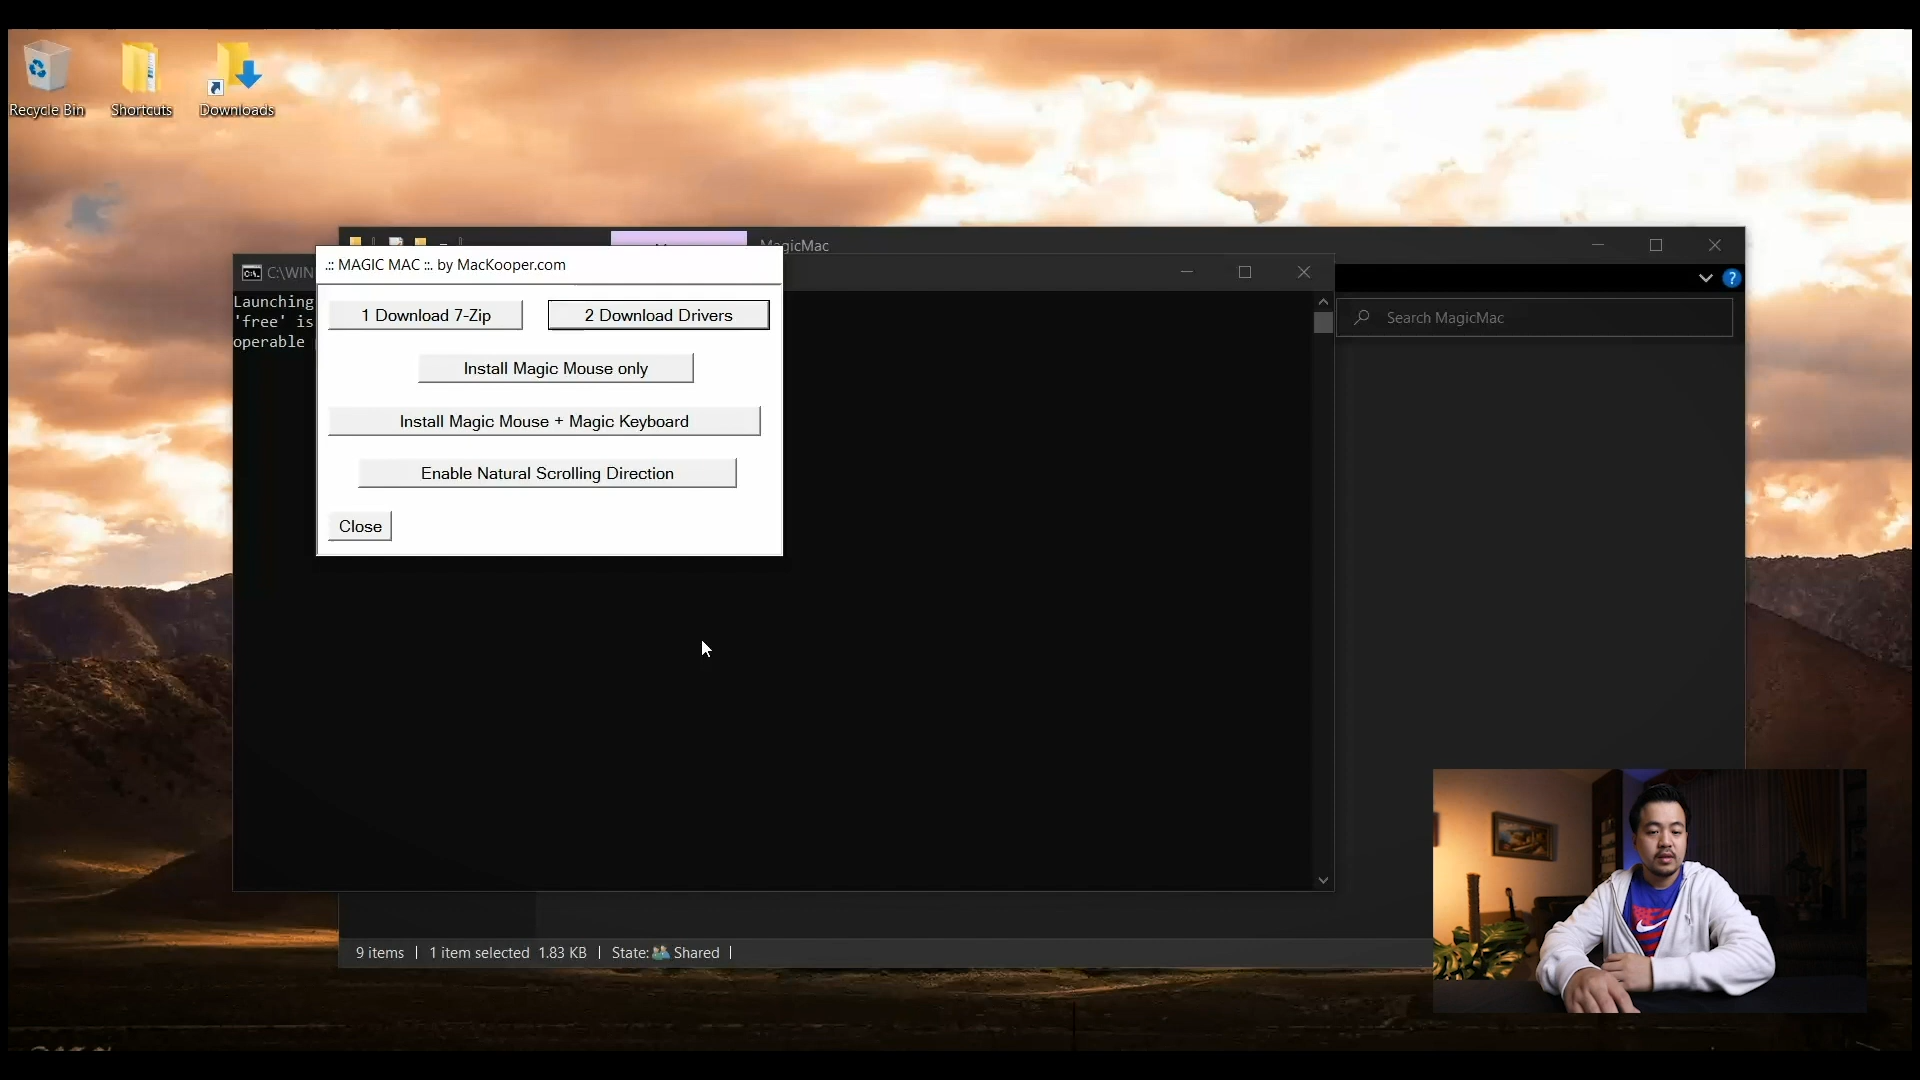 Recycle Bin
Shortcuts
Downloads
MagicMac
C:\WIN
.:: MAGIC MAC ::. by MacKooper.com
Launching
'free' is
operable
1 Download 7-Zip
2 Download Drivers
Install Magic Mouse only
Install Magic Mouse + Magic Keyboard
Enable Natural Scrolling Direction
Close
Search MagicMac
9 items
1 item selected 1.83 KB
State: Shared